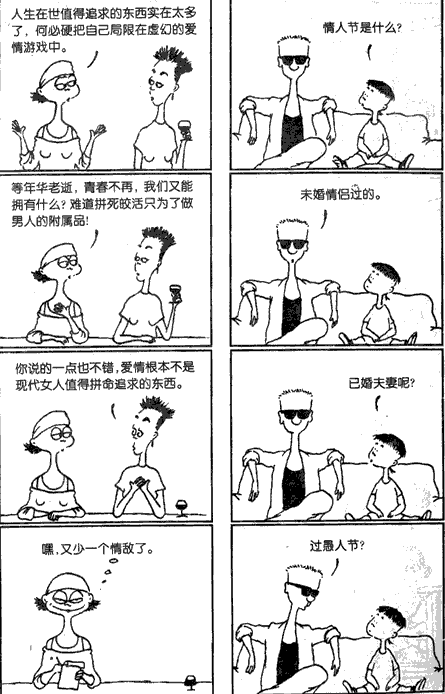 人生在世值得追求的东西实在太多
了，何必硬把自己局限在虚幻的爱
情游戏中。
等年华老逝，青春不再，我们又能
拥有什么？难道拼死皎活只为了做
男人的附属品！
你说的一点也不错，爱情根本不是
现代女人值得拼命追求的东西。
嘿，又少一个情敌了。
情人节是什么？
未婚情侣过的。
已婚夫妻呢？
过愚人节？